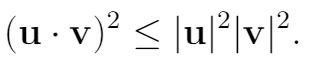 (𝐮 · 𝐯)² ≤ |𝐮|²|𝐯|².